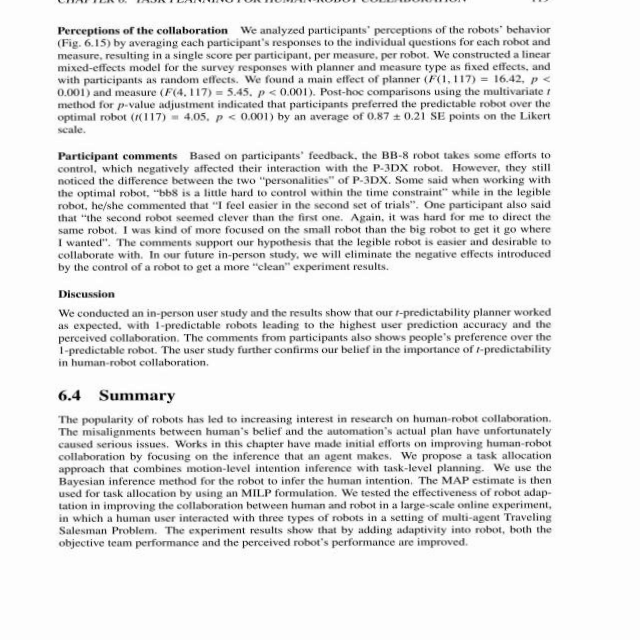 CHAPTER 6. TASK PLANNING FOR HUMAN-ROBOT COLLABORATION
Perceptions of the collaboration We analyzed participants' perceptions of the robots' behavior
(Fig. 6.15) by averaging each participant's responses to the individual questions for each robot and
measure, resulting in a single score per participant, per measure, per robot. We constructed a linear
mixed-effects model for the survey responses with planner and measure type as fixed effects, and
with participants as random effects. We found a main effect of planner (F(1, 117) = 16.42, p <
0.001) and measure (F(4, 117) = 5.45, p < 0.001). Post-hoc comparisons using the multivariate t
method for p-value adjustment indicated that participants preferred the predictable robot over the
optimal robot (t(117) = 4.05, p < 0.001) by an average of 0.87 ± 0.21 SE points on the Likert
scale.
Participant comments Based on participants' feedback, the BB-8 robot takes some efforts to
control, which negatively affected their interaction with the P-3DX robot. However, they still
noticed the difference between the two "personalities" of P-3DX. Some said when working with
the optimal robot, "bb8 is a little hard to control within the time constraint" while in the legible
robot, he/she commented that "I feel easier in the second set of trials". One participant also said
that "the second robot seemed clever than the first one. Again, it was hard for me to direct the
same robot. I was kind of more focused on the small robot than the big robot to get it go where
I wanted". The comments support our hypothesis that the legible robot is easier and desirable to
collaborate with. In our future in-person study, we will eliminate the negative effects introduced
by the control of a robot to get a more "clean" experiment results.
Discussion
We conducted an in-person user study and the results show that our t-predictability planner worked
as expected, with 1-predictable robots leading to the highest user prediction accuracy and the
perceived collaboration. The comments from participants also shows people's preference over the
1-predictable robot. The user study further confirms our belief in the importance of t-predictability
in human-robot collaboration.
6.4 Summary
The popularity of robots has led to increasing interest in research on human-robot collaboration.
The misalignments between human's belief and the automation's actual plan have unfortunately
caused serious issues. Works in this chapter have made initial efforts on improving human-robot
collaboration by focusing on the inference that an agent makes. We propose a task allocation
approach that combines motion-level intention inference with task-level planning. We use the
Bayesian inference method for the robot to infer the human intention. The MAP estimate is then
used for task allocation by using an MILP formulation. We tested the effectiveness of robot adap-
tation in improving the collaboration between human and robot in a large-scale online experiment,
in which a human user interacted with three types of robots in a setting of multi-agent Traveling
Salesman Problem. The experiment results show that by adding adaptivity into robot, both the
objective team performance and the perceived robot's performance are improved.